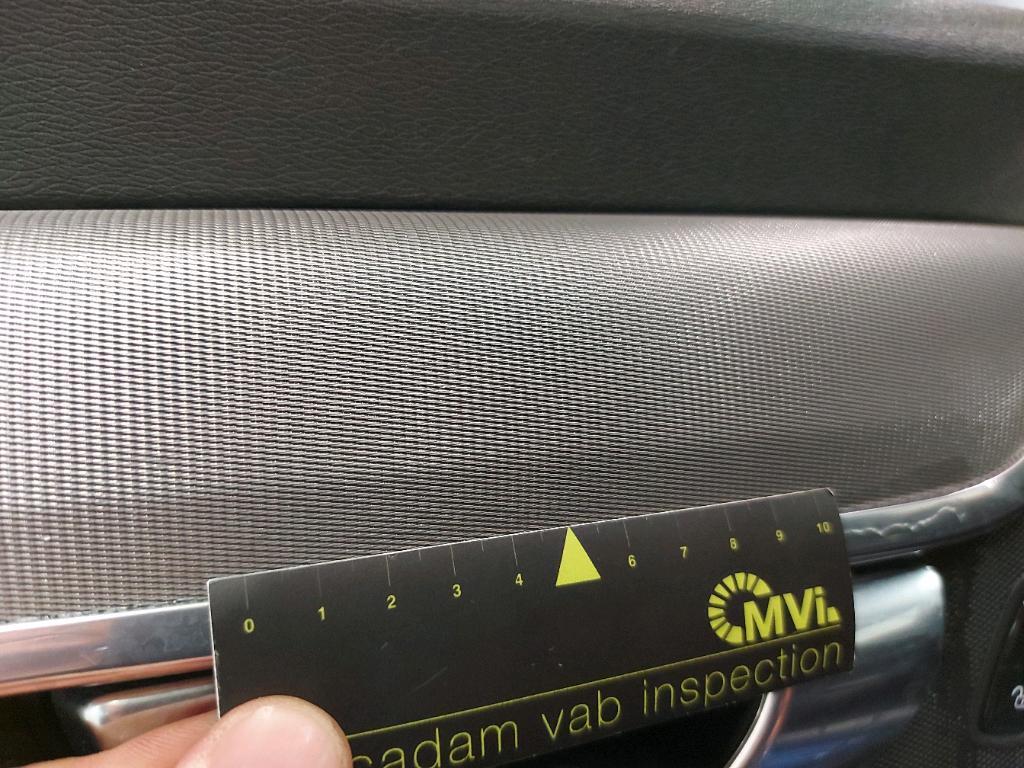 0 1 2 3 4 6 7 8 9 10
MVi.
adam vab inspection